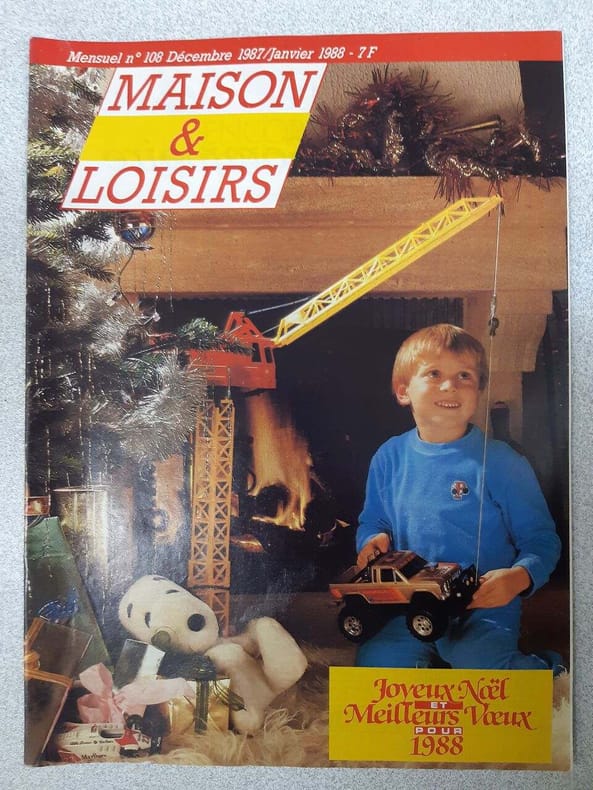 Mensuel n° 108 Décembre 1987/Janvier 1988 - 7 F
MAISON
&
LOISIRS
Joyeux Noël
ET
Meilleurs Vœux
POUR
1988